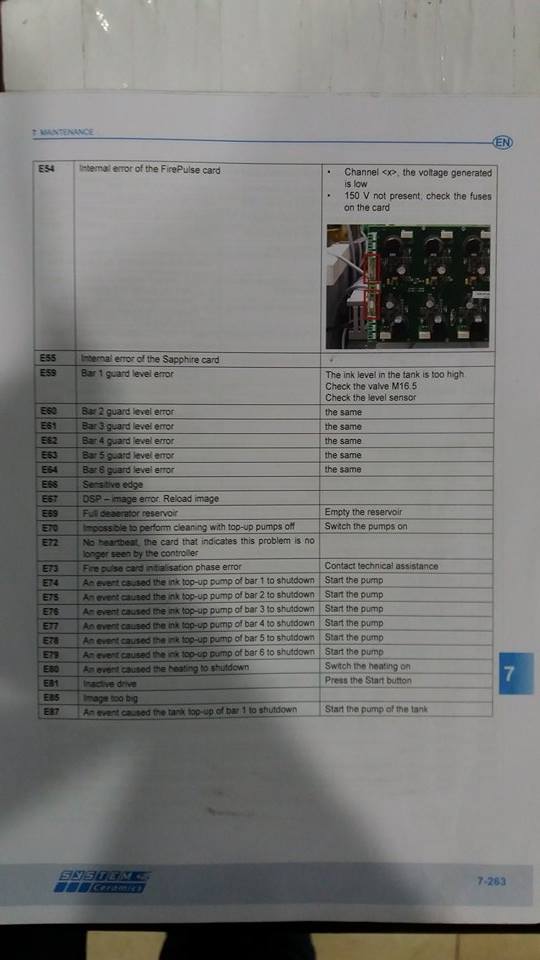 7 MAINTENANCE
EN
E54 Internal error of the FirePulse card • Channel <x>, the voltage generated
is low
• 150 V not present, check the fuses
on the card
E55 Internal error of the Sapphire card
E59 Bar 1 guard level error The ink level in the tank is too high.
Check the valve M16.5
Check the level sensor
E60 Bar 2 guard level error the same
E61 Bar 3 guard level error the same
E62 Bar 4 guard level error the same
E63 Bar 5 guard level error the same
E64 Bar 6 guard level error the same
E66 Sensitive edge
E67 DSP – image error. Reload image
E69 Full deaerator reservoir Empty the reservoir
E70 Impossible to perform cleaning with top-up pumps off Switch the pumps on
E72 No heartbeat, the card that indicates this problem is no
longer seen by the controller
E73 Fire pulse card initialisation phase error Contact technical assistance
E74 An event caused the ink top-up pump of bar 1 to shutdown Start the pump
E75 An event caused the ink top-up pump of bar 2 to shutdown Start the pump
E76 An event caused the ink top-up pump of bar 3 to shutdown Start the pump
E77 An event caused the ink top-up pump of bar 4 to shutdown Start the pump
E78 An event caused the ink top-up pump of bar 5 to shutdown Start the pump
E79 An event caused the ink top-up pump of bar 6 to shutdown Start the pump
E80 An event caused the heating to shutdown Switch the heating on
E81 Inactive drive Press the Start button
E85 Image too big
E87 An event caused the tank top-up of bar 1 to shutdown Start the pump of the tank
7
SYSTEM
Ceramics
7-263